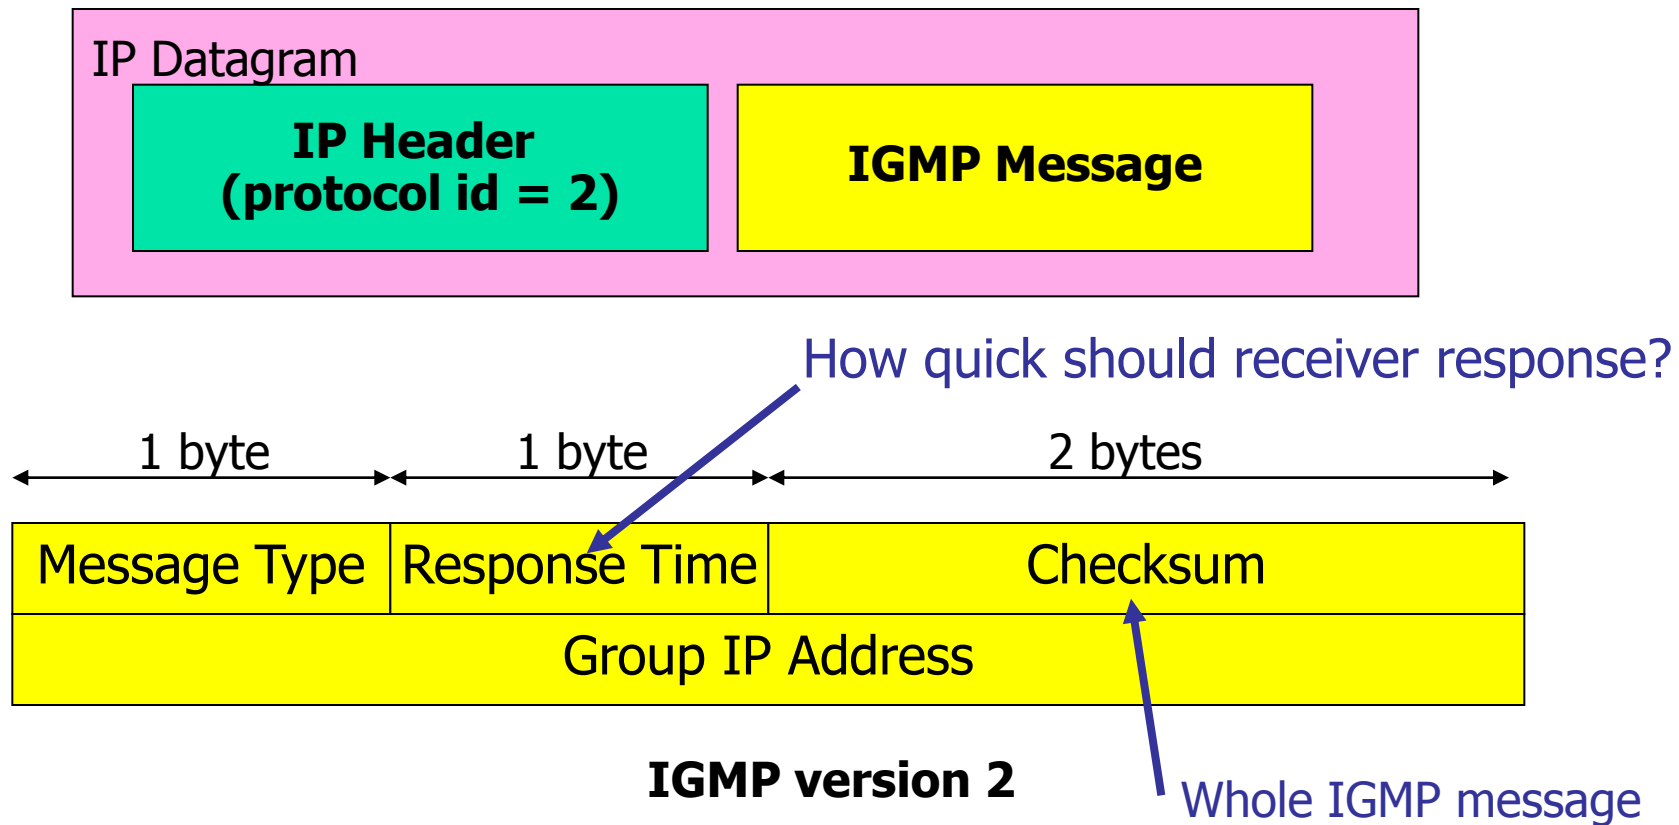 IP Datagram
IP Header
(protocol id = 2)
IGMP Message
How quick should receiver response?
1 byte
1 byte
2 bytes
Message Type
Response Time
Checksum
Group IP Address
IGMP version 2
Whole IGMP message